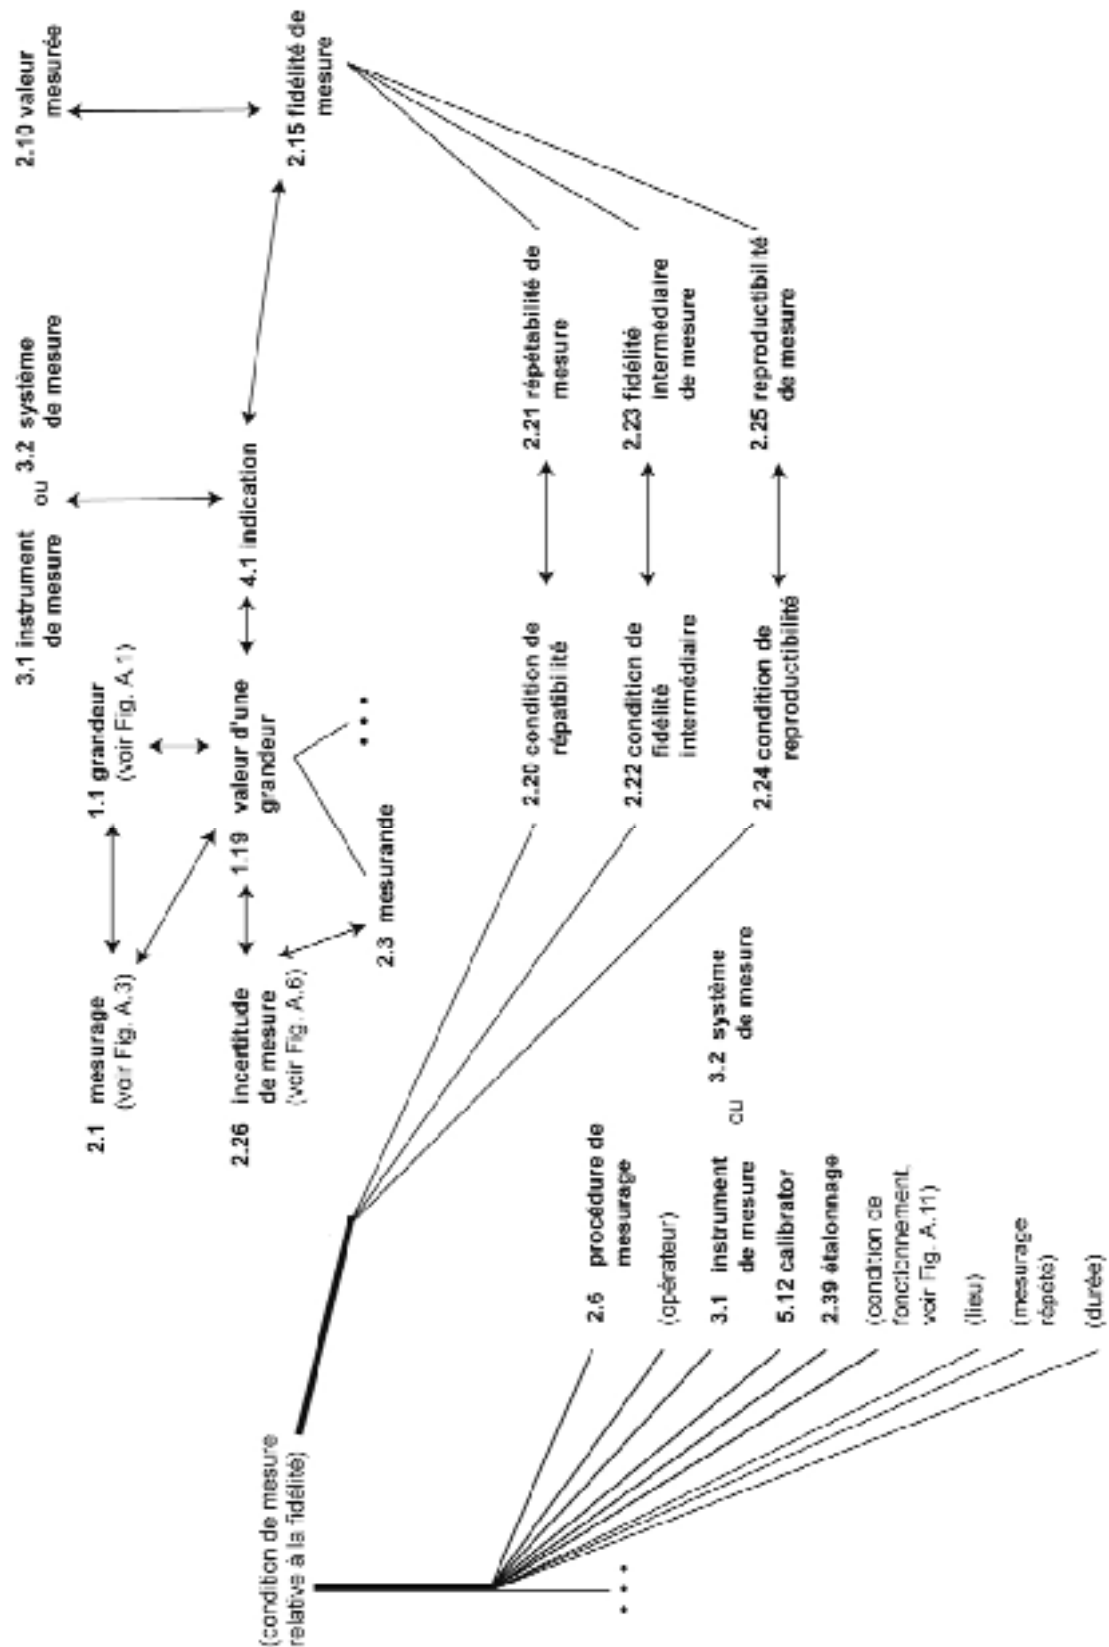 3.1 instrument
de mesure
ou
3.2 système
de mesure
2.10 valeur
mesurée
2.1 mesurage
(voir Fig. A.3)
1.1 grandeur
(voir Fig. A.1)
2.26 incertitude
de mesure
(voir Fig. A.6)
1.19 valeur d'une
grandeur
4.1 indication
2.15 fidélité de
mesure
(condition de mesure
relative à la fidélité)
2.3 mesurande
• • •
2.20 condition de
répatibilité
2.21 répétabilité de
mesure
2.22 condition de
fidélité
intermédiaire
2.23 fidélité
intermédiaire
de mesure
2.24 condition de
reproductibilité
2.25 reproductibilité
de mesure
• • •
2.6 procédure de
mesurage
(opérateur)
3.1 instrument
de mesure
ou
3.2 système
de mesure
5.12 calibrator
2.39 étalonnage
(condition de
fonctionnement,
voir Fig. A.11)
(lieu)
(mesurage
répété)
(durée)